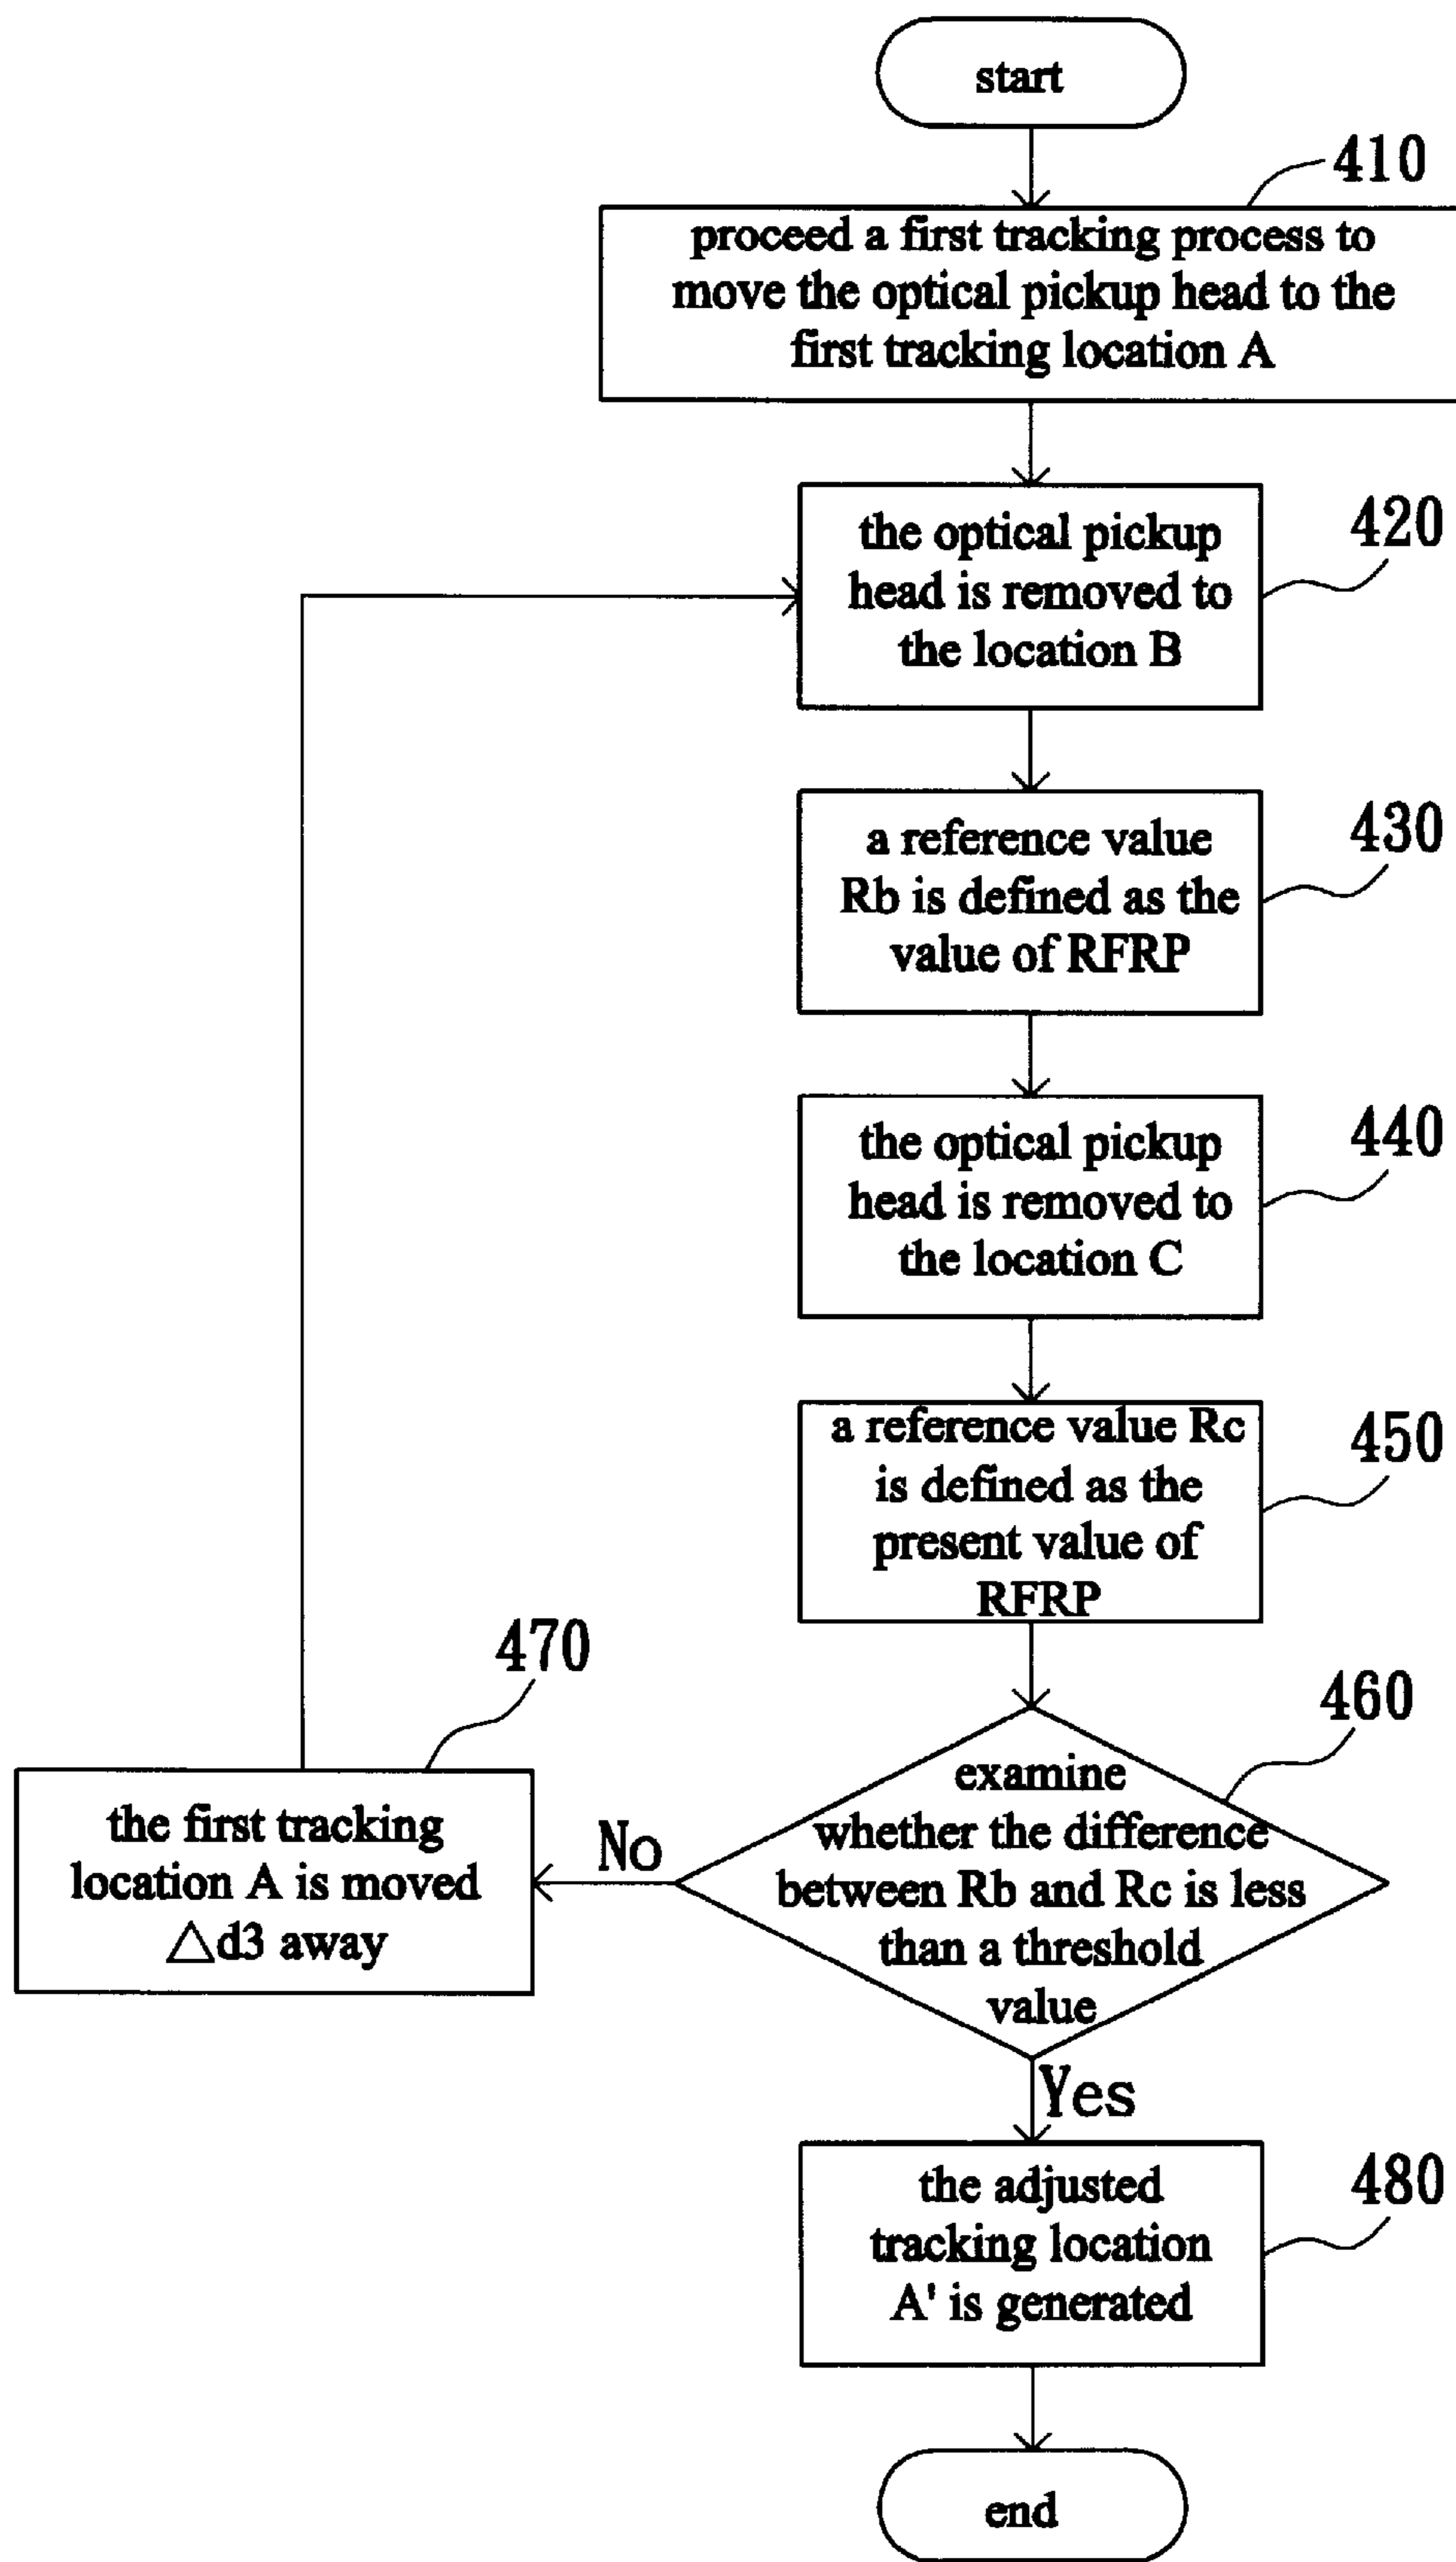 start
410
proceed a first tracking process to
move the optical pickup head to the
first tracking location A
420
the optical pickup
head is removed to
the location B
430
a reference value
Rb is defined as the
value of RFRP
440
the optical pickup
head is removed to
the location C
450
a reference value Rc
is defined as the
present value of
RFRP
460
examine
whether the difference
between Rb and Rc is less
than a threshold
value
No
470
the first tracking
location A is moved
△d3 away
Yes
480
the adjusted
tracking location
A' is generated
end